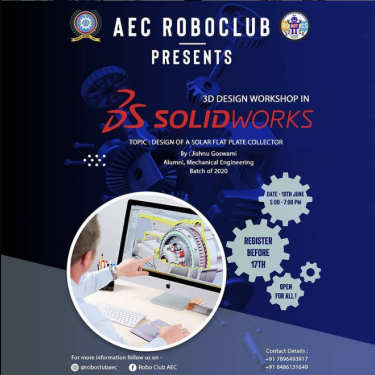 AEC ROBOCLUB
PRESENTS
3D DESIGN WORKSHOP IN
SOLIDWORKS
TOPIC : DESIGN OF A SOLAR FLAT PLATE COLLECTOR
By : Jishnu Goswami
Alumni, Mechanical Engineering
Batch of 2020
DATE - 19TH JUNE
5:00 - 7:00 PM
REGISTER
BEFORE
17TH
OPEN
FOR ALL !
For more information follow us on -
@roboclubaec
Robo Club AEC
Contact Details :
+91 7896493917
+91 8486131649